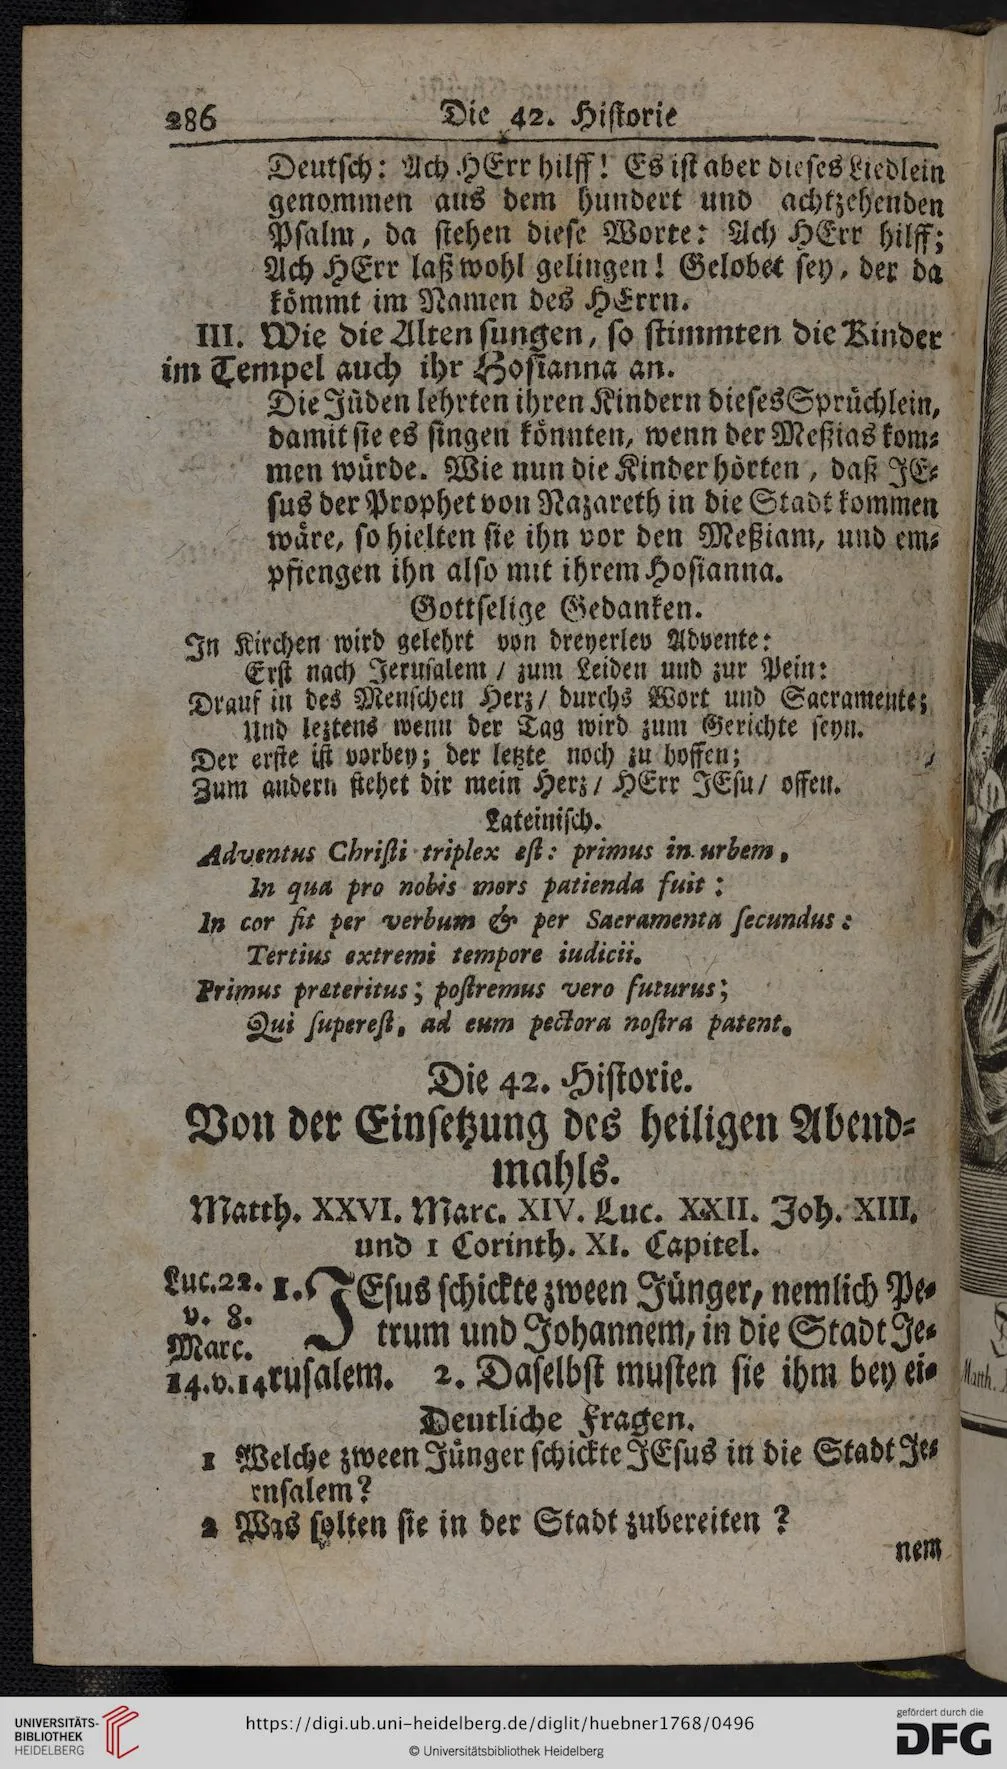 286 Die 42. Historie
Deutsch: Ach HErr hilff! Es ist aber dieses Liedlein
genommen aus dem hundert und achtzehenden
Psalm, da stehen diese Worte: Ach HErr hilff;
Ach HErr laß wohl gelingen! Gelobet sey, der da
kömmt im Namen des HErrn.
III. Wie die Alten sungen, so stimmten die Kinder
im Tempel auch ihr Hosianna an.
Die Jüden lehrten ihren Kindern dieses Sprüchlein,
damit sie es singen könnten, wenn der Meßias kom-
men würde. Wie nun die Kinder hörten, daß JE-
sus der Prophet von Nazareth in die Stadt kommen
wäre, so hielten sie ihn vor den Meßiam, und em-
pfiengen ihn also mit ihrem Hosianna.
Gottselige Gedanken.
In Kirchen wird gelehrt von dreyerley Advente:
Erst nach Jerusalem / zum Leiden und zur Pein:
Drauf in des Menschen Herz / durchs Wort und Sacramente;
Und leztens wenn der Tag wird zum Gerichte seyn.
Der erste ist vorbey; der letzte noch zu hoffen;
Zum andern stehet dir mein Herz / HErr JEsu / offen.
Lateinisch.
Adventus Christi triplex est: primus in urbem,
In qua pro nobis mors patienda fuit:
In cor fit per verbum & per Sacramenta secundus:
Tertius extremi tempore iudicii.
Primus præteritus; postremus vero futurus;
Qui superest, ad eum pectora nostra patent.
Die 42. Historie.
Von der Einsetzung des heiligen Abend-
mahls.
Matth. XXVI. Marc. XIV. Luc. XXII. Joh. XIII.
und 1 Corinth. XI. Capitel.
Luc. 22. 1. JEsus schickte zween Jünger, nemlich Pe-
v. 8. trum und Johannem, in die Stadt Je-
Marc.
14. v. 14 rusalem. 2. Daselbst musten sie ihm bey ei-
Deutliche Fragen.
1 Welche zween Jünger schickte JEsus in die Stadt Je-
rusalem?
2 Was solten sie in der Stadt zubereiten?
nem
Matth.
UNIVERSITÄTS-
BIBLIOTHEK
HEIDELBERG
https://digi.ub.uni-heidelberg.de/diglit/huebner1768/0496
© Universitätsbibliothek Heidelberg
gefördert durch die
DFG